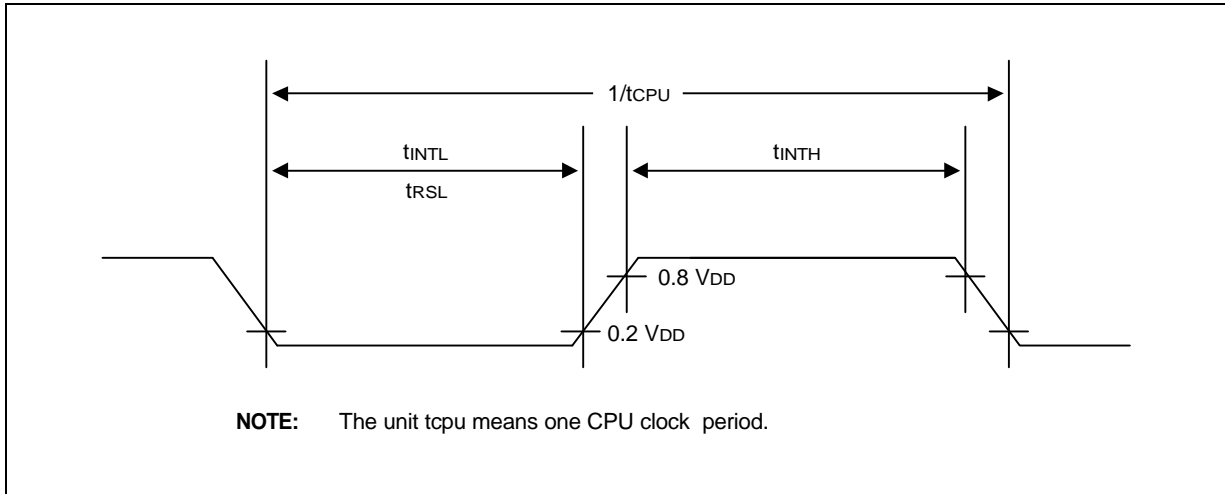 1/tCPU
tINTL
tINTH
tRSL
0.8 VDD
0.2 VDD
NOTE: The unit tcpu means one CPU clock period.